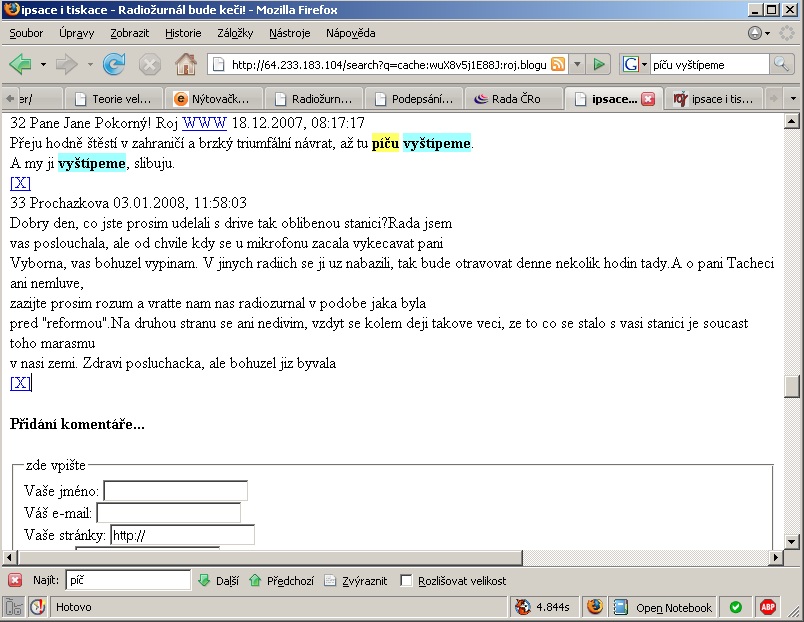 ipsace i tiskace - Radiožurnál bude keči! - Mozilla Firefox
Soubor Úpravy Zobrazit Historie Záložky Nástroje Nápověda
http://64.233.183.104/search?q=cache:wuX8v5j1E88J:roj.blogu píču vyštípeme
er/ Teorie vel... Nýtovačk... Radiožurn... Podepsání... Rada ČRo ipsace... ipsace i tis...
32 Pane Jane Pokorný! Roj WWW 18.12.2007, 08:17:17
Přeju hodně štěstí v zahraničí a brzký triumfální návrat, až tu píču vyštípeme.
A my ji vyštípeme, slibuju.
[X]
33 Prochazkova 03.01.2008, 11:58:03
Dobry den, co jste prosim udelali s drive tak oblibenou stanici?Rada jsem
vas poslouchala, ale od chvile kdy se u mikrofonu zacala vykecavat pani
Vyborna, vas bohuzel vypinam. V jinych radiich se ji uz nabazili, tak bude otravovat denne nekolik hodin tady.A o pani Tacheci
ani nemluve,
zazijte prosim rozum a vratte nam nas radiozurnal v podobe jaka byla
pred "reformou".Na druhou stranu se ani nedivim, vzdyt se kolem deji takove veci, ze to co se stalo s vasi stanici je soucast
toho marasmu
v nasi zemi. Zdravi posluchacka, ale bohuzel jiz byvala
[X]
Přidání komentáře...
zde vpište
Vaše jméno:
Váš e-mail:
Vaše stránky: http://
Najít: píč Další Předchozí Zvýraznit Rozlišovat velikost
Hotovo 4.844s Open Notebook ABP